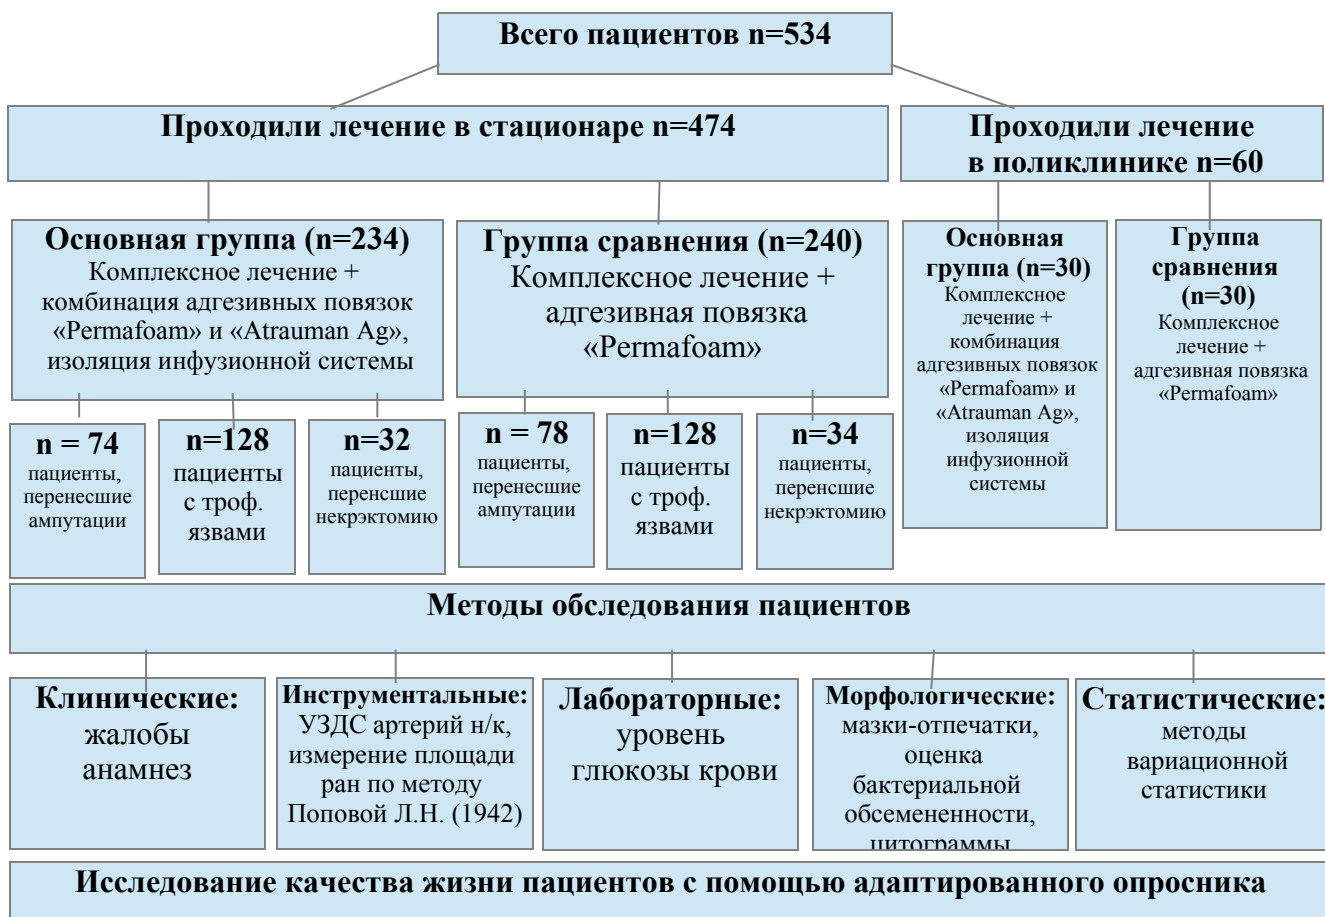 Всего пациентов n=534
Проходили лечение в стационаре n=474
Проходили лечение
в поликлинике n=60
Основная группа (n=234)
Комплексное лечение +
комбинация адгезивных повязок
«Permafoam» и «Atrauman Ag»,
изоляция инфузионной системы
Группа сравнения (n=240)
Комплексное лечение +
адгезивная повязка
«Permafoam»
Основная
группа (n=30)
Комплексное
лечение +
комбинация
адгезивных повязок
«Permafoam» и
«Atrauman Ag»,
изоляция
инфузионной
системы
Группа
сравнения
(n=30)
Комплексное
лечение +
адгезивная повязка
«Permafoam»
n = 74
пациенты,
перенесшие
ампутации
n=128
пациенты
с троф.
язвами
n=32
пациенты,
перенсшие
некрэктомию
n = 78
пациенты,
перенесшие
ампутации
n=128
пациенты
с троф.
язвами
n=34
пациенты,
перенсшие
некрэктомию
Методы обследования пациентов
Клинические:
жалобы
анамнез
Инструментальные:
УЗДС артерий н/к,
измерение площади
ран по методу
Поповой Л.Н. (1942)
Лабораторные:
уровень
глюкозы крови
Морфологические:
мазки-отпечатки,
оценка
бактериальной
обсемененности,
цитограммы
Статистические:
методы
вариационной
статистики
Исследование качества жизни пациентов с помощью адаптированного опросника